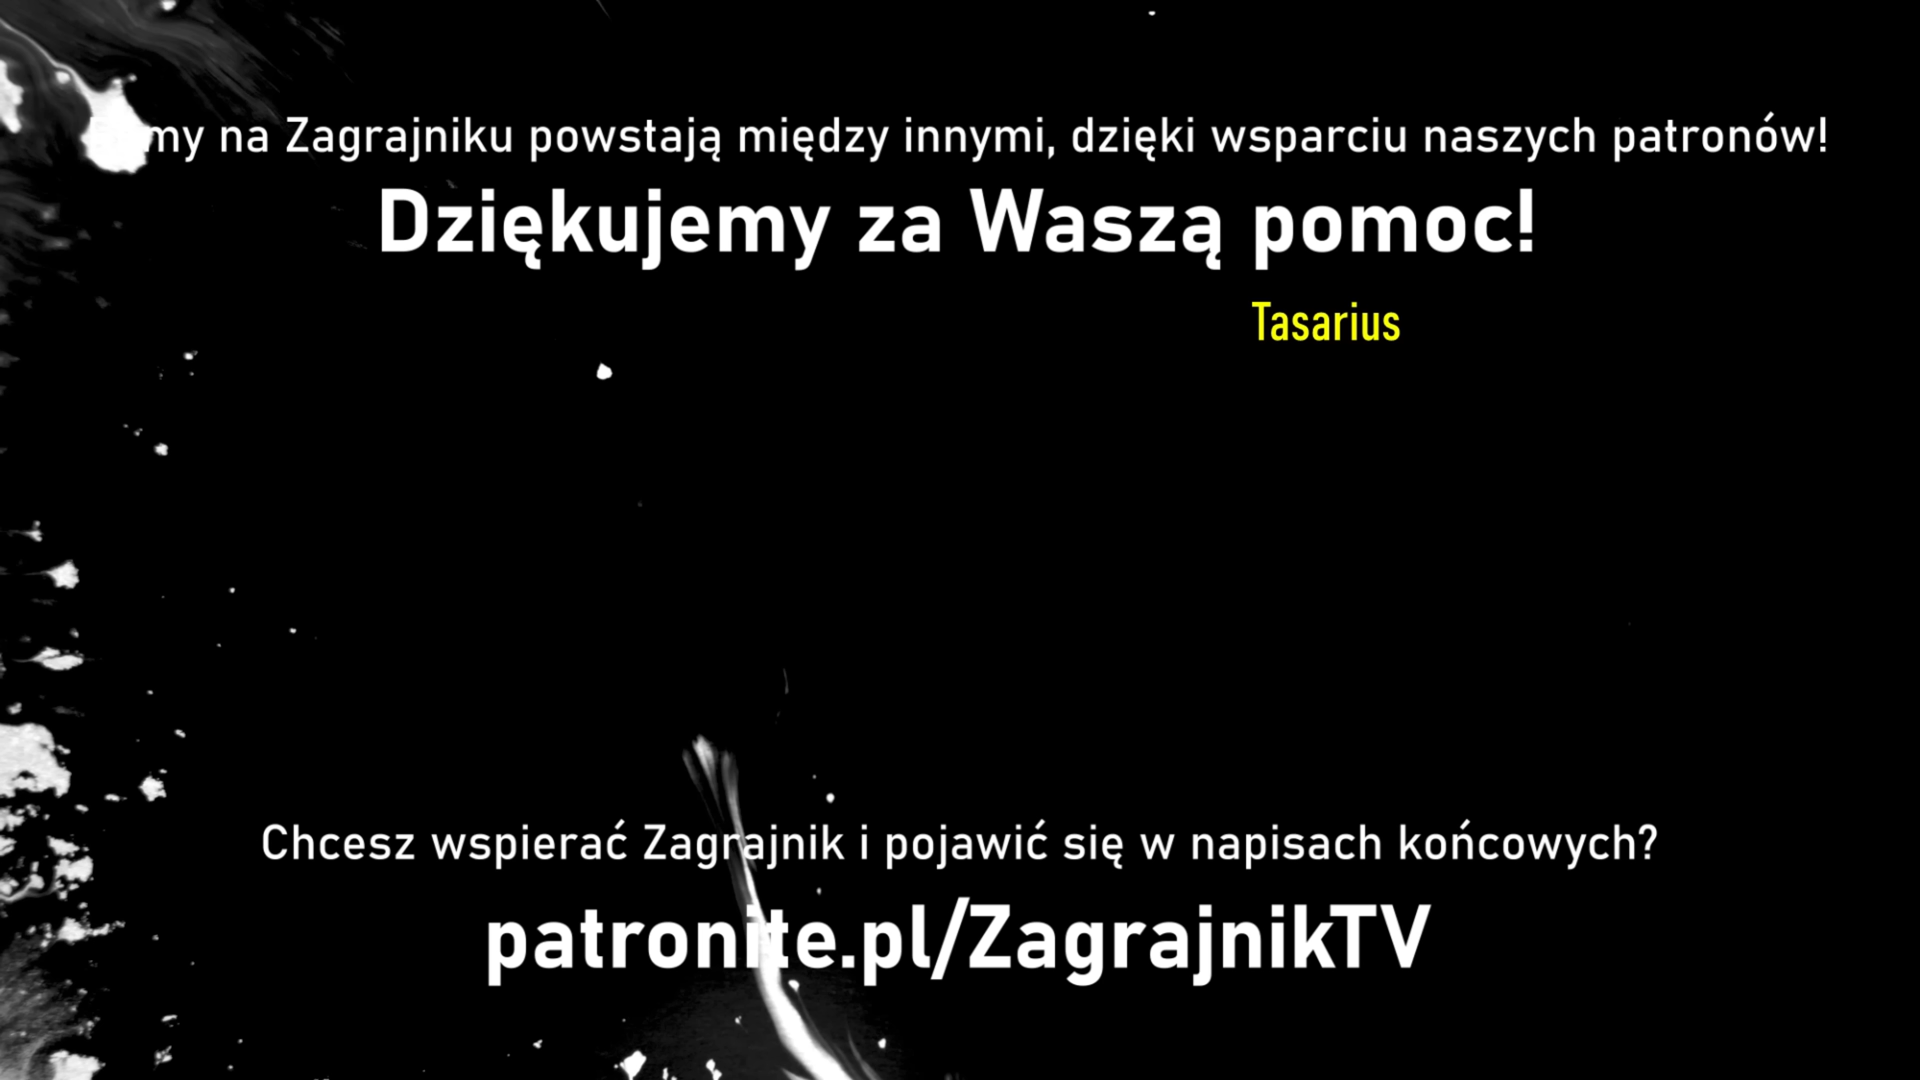 Filmy na Zagrajniku powstają między innymi, dzięki wsparciu naszych patronów!
Dziękujemy za Waszą pomoc!
Tasarius
Chcesz wspierać Zagrajnik i pojawić się w napisach końcowych?
patronite.pl/ZagrajnikTV